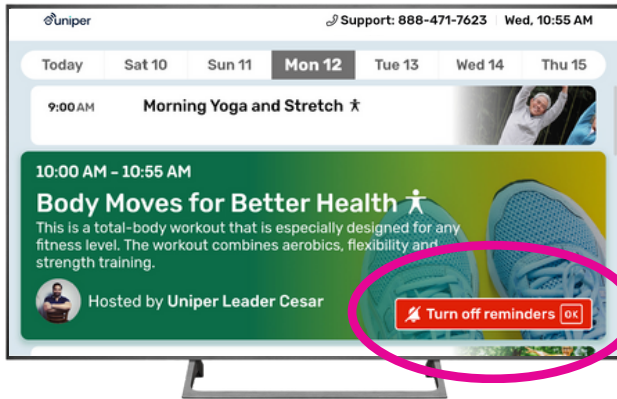 uniper
Support: 888-471-7623 Wed, 10:55 AM
Today Sat 10 Sun 11 Mon 12 Tue 13 Wed 14 Thu 15
9:00 AM Morning Yoga and Stretch
10:00 AM – 10:55 AM
Body Moves for Better Health
This is a total-body workout that is especially designed for any
fitness level. The workout combines aerobics, flexibility and
strength training.
Hosted by Uniper Leader Cesar
Turn off reminders OK